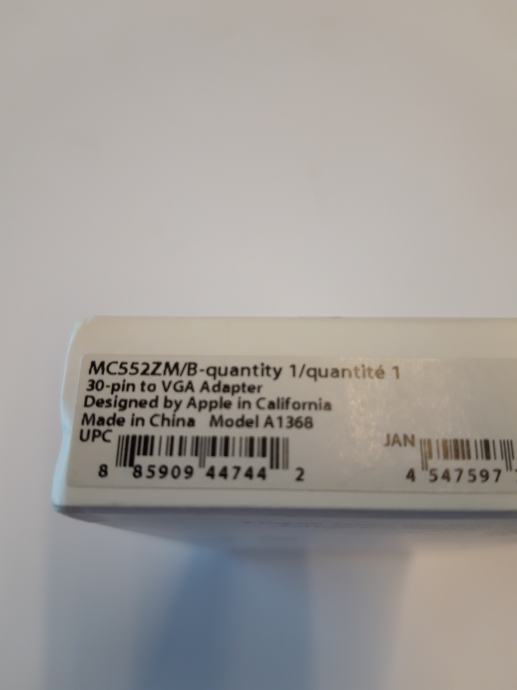 MC552ZM/B-quantity 1/quantité 1
30-pin to VGA Adapter
Designed by Apple in California
Made in China Model A1368
UPC
8 85909 44744 2
JAN
4 547597